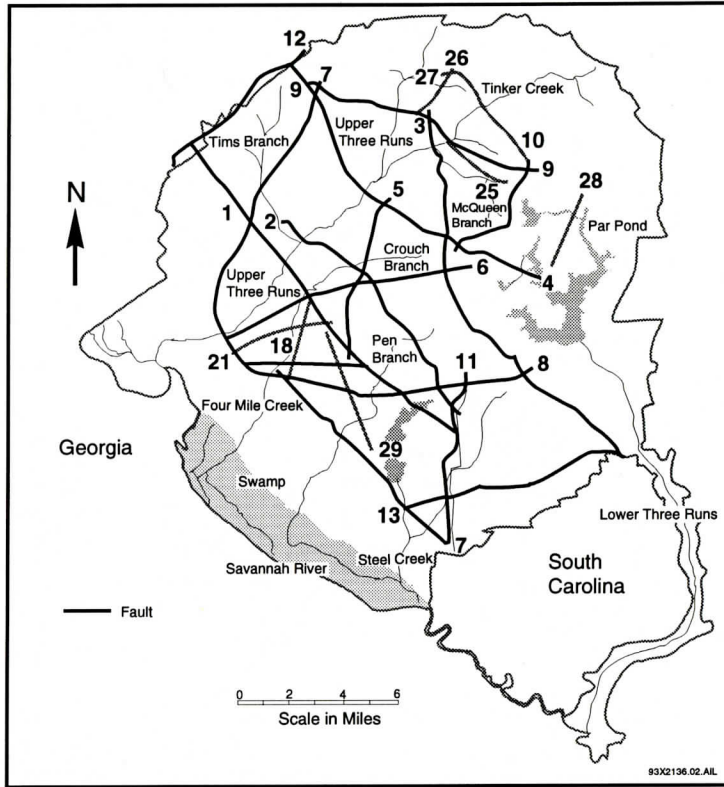 12
26
7
27
9
Tinker Creek
Upper
Three Runs
3
10
Tims Branch
9
25
28
5
McQueen
Branch
N
1
2
Par Pond
Crouch
Branch
6
4
Upper
Three Runs
18
Pen
Branch
21
11
8
Four Mile Creek
Georgia
29
Swamp
13
Lower Three Runs
7
Steel Creek
South
Carolina
Savannah River
Fault
0 2 4 6
Scale in Miles
93X2136.02.AIL